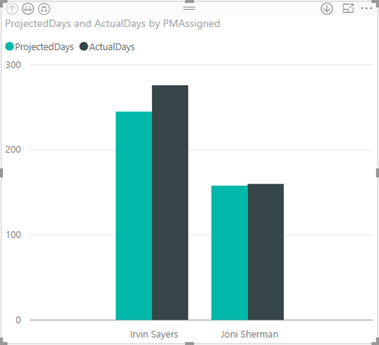 ProjectedDays and ActualDays by PMAssigned
ProjectedDays ActualDays
300
200
100
0
Irvin Sayers Joni Sherman